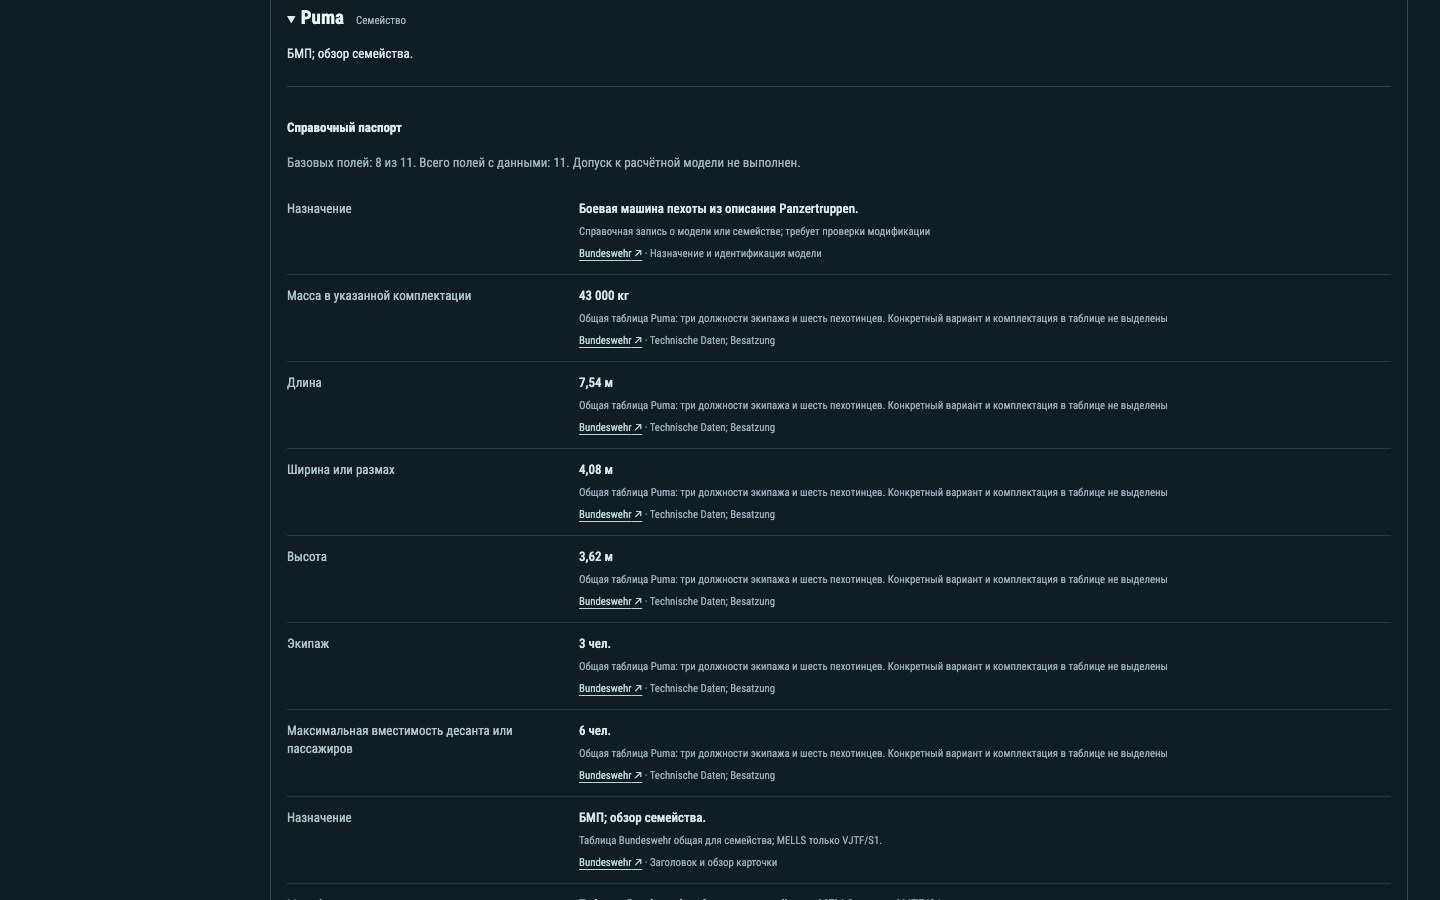 ▼ Puma Семейство
БМП; обзор семейства.
Справочный паспорт
Базовых полей: 8 из 11. Всего полей с данными: 11. Допуск к расчётной модели не выполнен.
Назначение
Боевая машина пехоты из описания Panzertruppen.
Справочная запись о модели или семействе; требует проверки модификации
Bundeswehr ↗ · Назначение и идентификация модели
Масса в указанной комплектации
43 000 кг
Общая таблица Puma: три должности экипажа и шесть пехотинцев. Конкретный вариант и комплектация в таблице не выделены
Bundeswehr ↗ · Technische Daten; Besatzung
Длина
7,54 м
Общая таблица Puma: три должности экипажа и шесть пехотинцев. Конкретный вариант и комплектация в таблице не выделены
Bundeswehr ↗ · Technische Daten; Besatzung
Ширина или размах
4,08 м
Общая таблица Puma: три должности экипажа и шесть пехотинцев. Конкретный вариант и комплектация в таблице не выделены
Bundeswehr ↗ · Technische Daten; Besatzung
Высота
3,62 м
Общая таблица Puma: три должности экипажа и шесть пехотинцев. Конкретный вариант и комплектация в таблице не выделены
Bundeswehr ↗ · Technische Daten; Besatzung
Экипаж
3 чел.
Общая таблица Puma: три должности экипажа и шесть пехотинцев. Конкретный вариант и комплектация в таблице не выделены
Bundeswehr ↗ · Technische Daten; Besatzung
Максимальная вместимость десанта или
пассажиров
6 чел.
Общая таблица Puma: три должности экипажа и шесть пехотинцев. Конкретный вариант и комплектация в таблице не выделены
Bundeswehr ↗ · Technische Daten; Besatzung
Назначение
БМП; обзор семейства.
Таблица Bundeswehr общая для семейства; MELLS только VJTF/S1.
Bundeswehr ↗ · Заголовок и обзор карточки